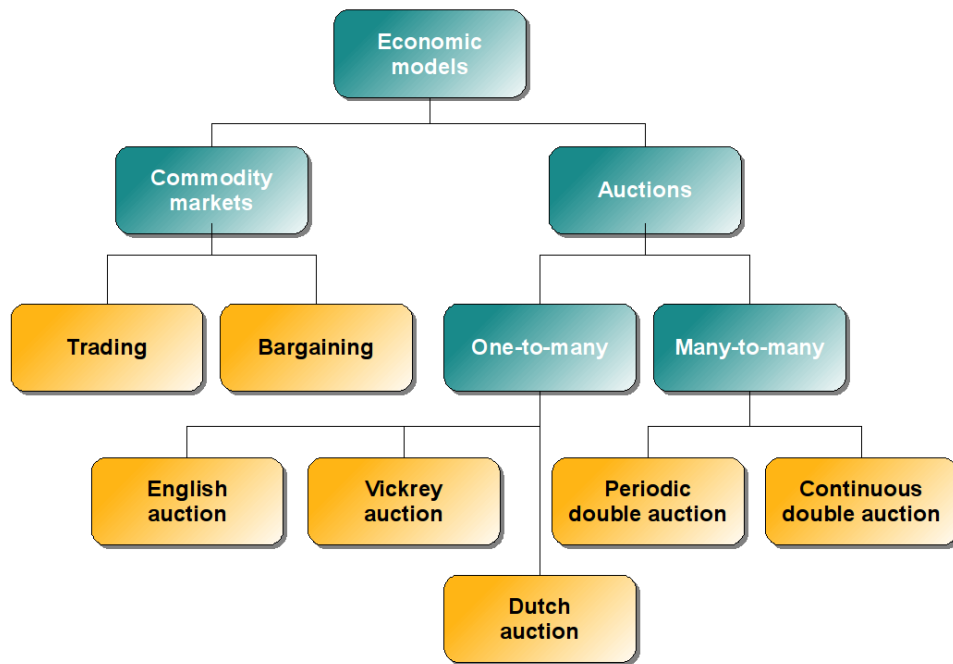 Economic
models
Commodity
markets
Auctions
Trading
Bargaining
One-to-many
Many-to-many
English
auction
Vickrey
auction
Periodic
double auction
Continuous
double auction
Dutch
auction